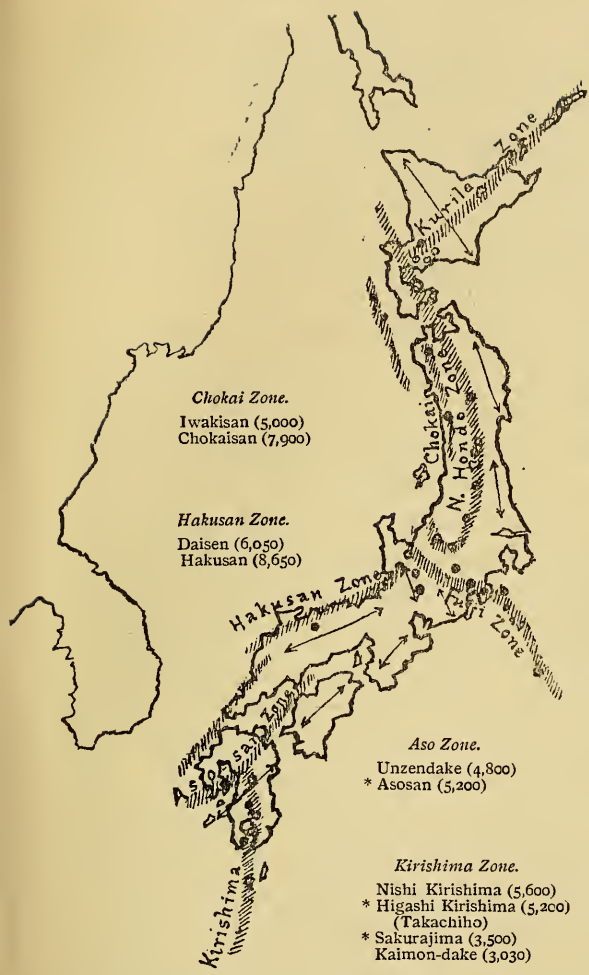 Kurile Zone
Chokai
N. Hondo Zone
Chokai Zone.
Iwakisan (5,000)
Chokaisan (7,900)
Hakusan Zone.
Daisen (6,050)
Hakusan (8,650)
Hakusan Zone
Fuji Zone
Aso san Zone
Aso Zone.
Unzendake (4,800)
* Asosan (5,200)
Kirishima
Kirishima Zone.
Nishi Kirishima (5,600)
* Higashi Kirishima (5,200)
(Takachiho)
* Sakurajima (3,500)
Kaimon-dake (3,030)